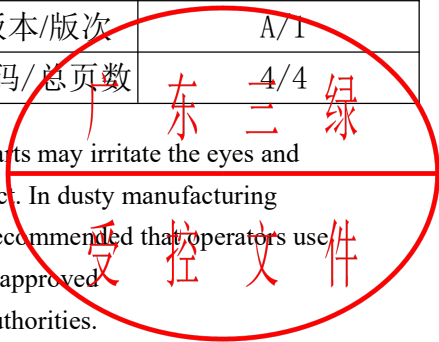 版本/版次 A/1
码/总页数 4/4
广东三绿
arts may irritate the eyes and
ct. In dusty manufacturing
ecommended that operators use
受控文件
approved
uthorities.